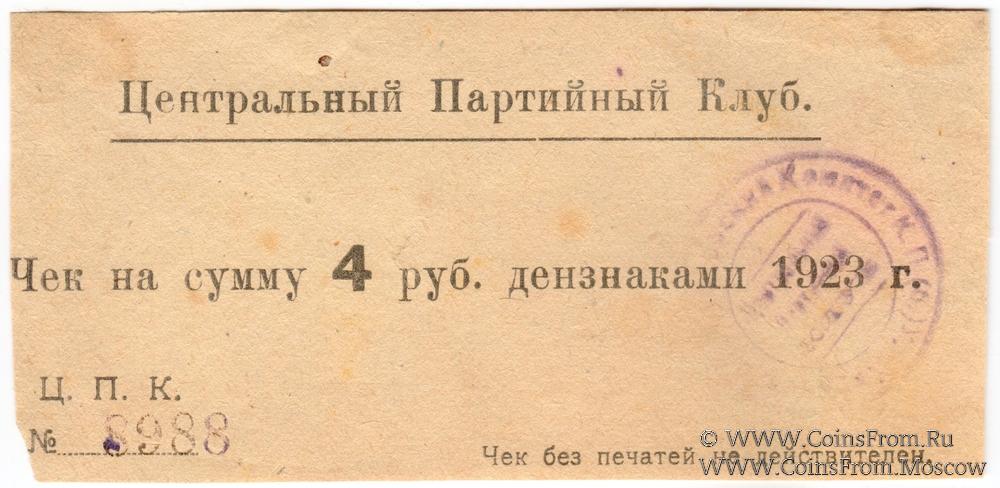 Центральный Партийный Клуб.
Чек на сумму 4 руб. дензнаками 1923 г.
Ц. П. К.
№ 8988
Чек без печатей не действителен.
Комитет К. П.
© WWW.CoinsFrom.Ru
WWW.CoinsFrom.Moscow